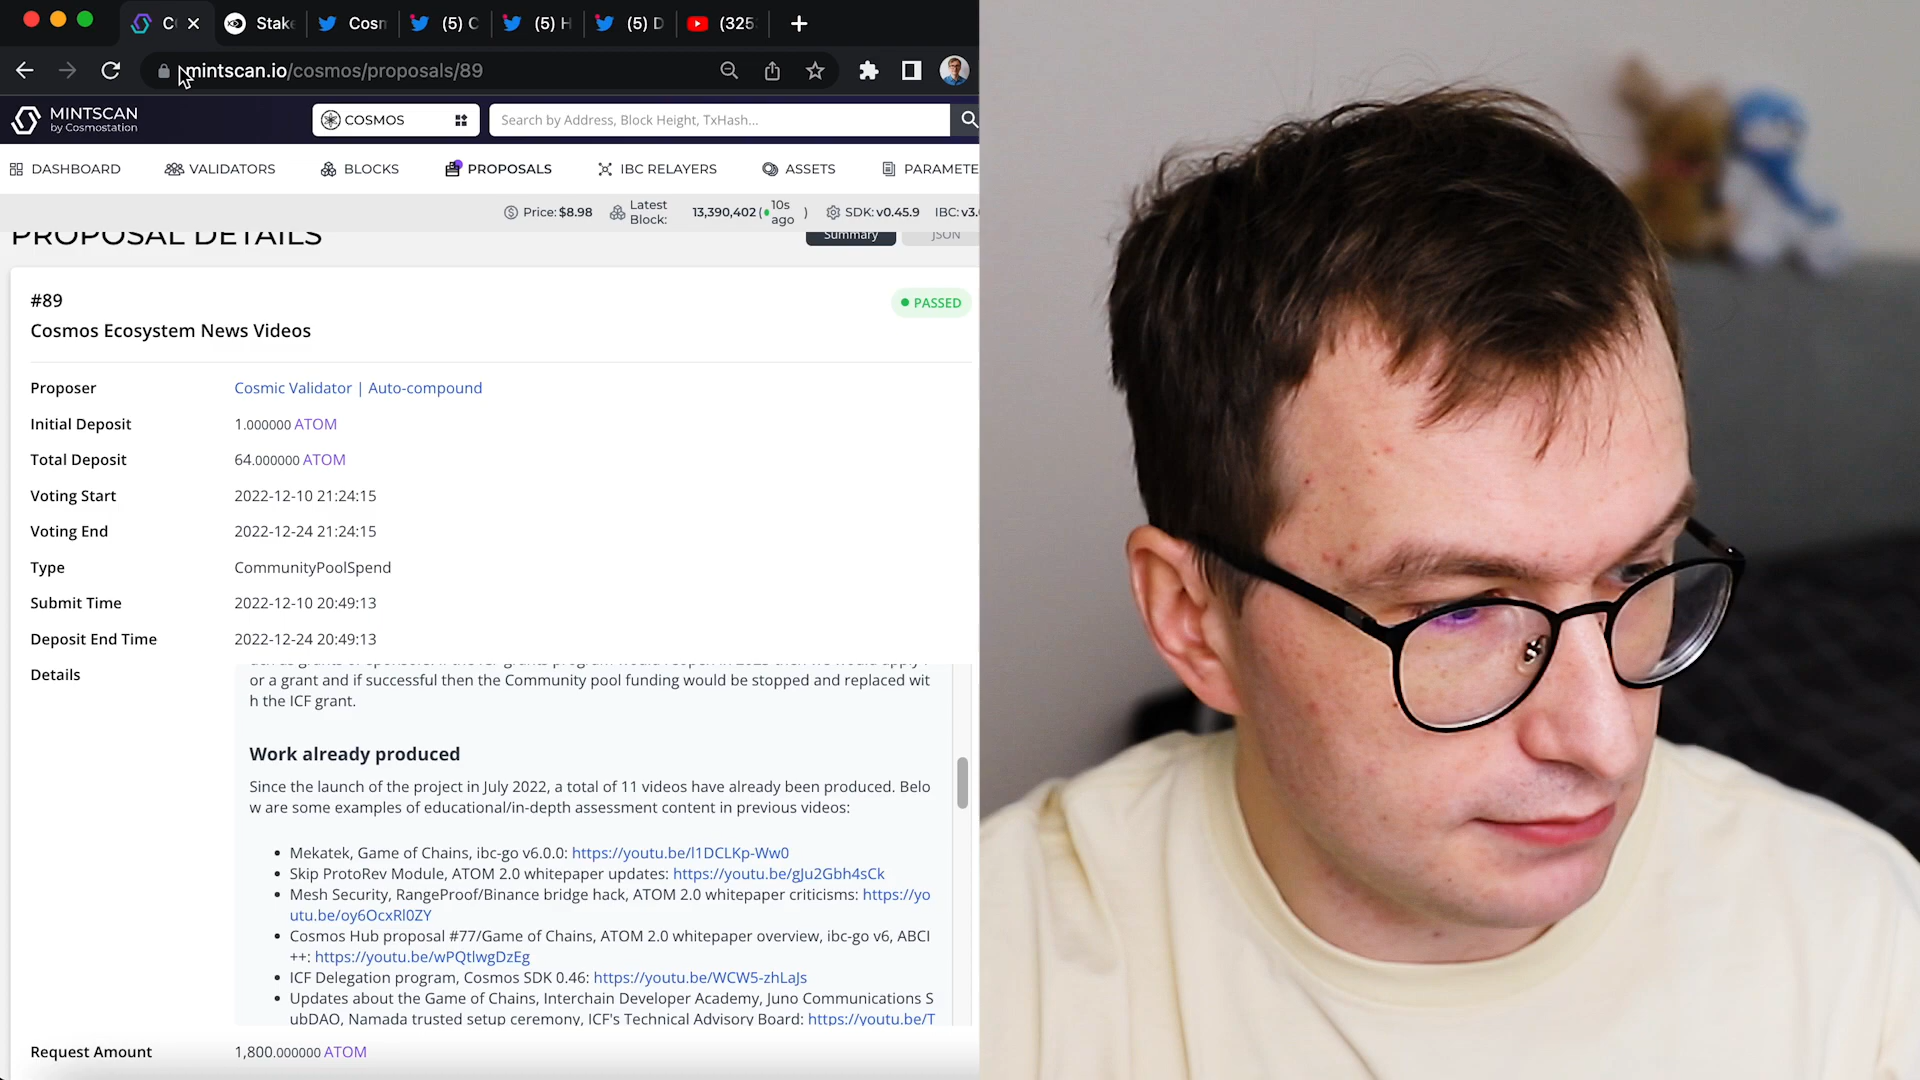 C
Stake
Cosm
(5) C
(5) H
(5) D
(325
mintscan.io/cosmos/proposals/89
MINTSCAN
by Cosmostation
COSMOS
Search by Address, Block Height, TxHash...
DASHBOARD
VALIDATORS
BLOCKS
PROPOSALS
IBC RELAYERS
ASSETS
PARAMETE
Price: $8.98
Latest
Block:
13,390,402 ( 10s
ago )
SDK: v0.45.9
IBC: v3.
PROPOSAL DETAILS
Summary
JSON
#89
PASSED
Cosmos Ecosystem News Videos
Proposer Cosmic Validator | Auto-compound
Initial Deposit 1.000000 ATOM
Total Deposit 64.000000 ATOM
Voting Start 2022-12-10 21:24:15
Voting End 2022-12-24 21:24:15
Type CommunityPoolSpend
Submit Time 2022-12-10 20:49:13
Deposit End Time 2022-12-24 20:49:13
Details
or a grant and if successful then the Community pool funding would be stopped and replaced wit
h the ICF grant.
Work already produced
Since the launch of the project in July 2022, a total of 11 videos have already been produced. Belo
w are some examples of educational/in-depth assessment content in previous videos:
• Mekatek, Game of Chains, ibc-go v6.0.0: https://youtu.be/l1DCLKp-Ww0
• Skip ProtoRev Module, ATOM 2.0 whitepaper updates: https://youtu.be/gJu2Gbh4sCk
• Mesh Security, RangeProof/Binance bridge hack, ATOM 2.0 whitepaper criticisms: https://yo
utu.be/oy6OcxRl0ZY
• Cosmos Hub proposal #77/Game of Chains, ATOM 2.0 whitepaper overview, ibc-go v6, ABCI
++: https://youtu.be/wPQtlwgDzEg
• ICF Delegation program, Cosmos SDK 0.46: https://youtu.be/WCW5-zhLaJs
• Updates about the Game of Chains, Interchain Developer Academy, Juno Communications S
ubDAO, Namada trusted setup ceremony, ICF's Technical Advisory Board: https://youtu.be/T
Request Amount 1,800.000000 ATOM